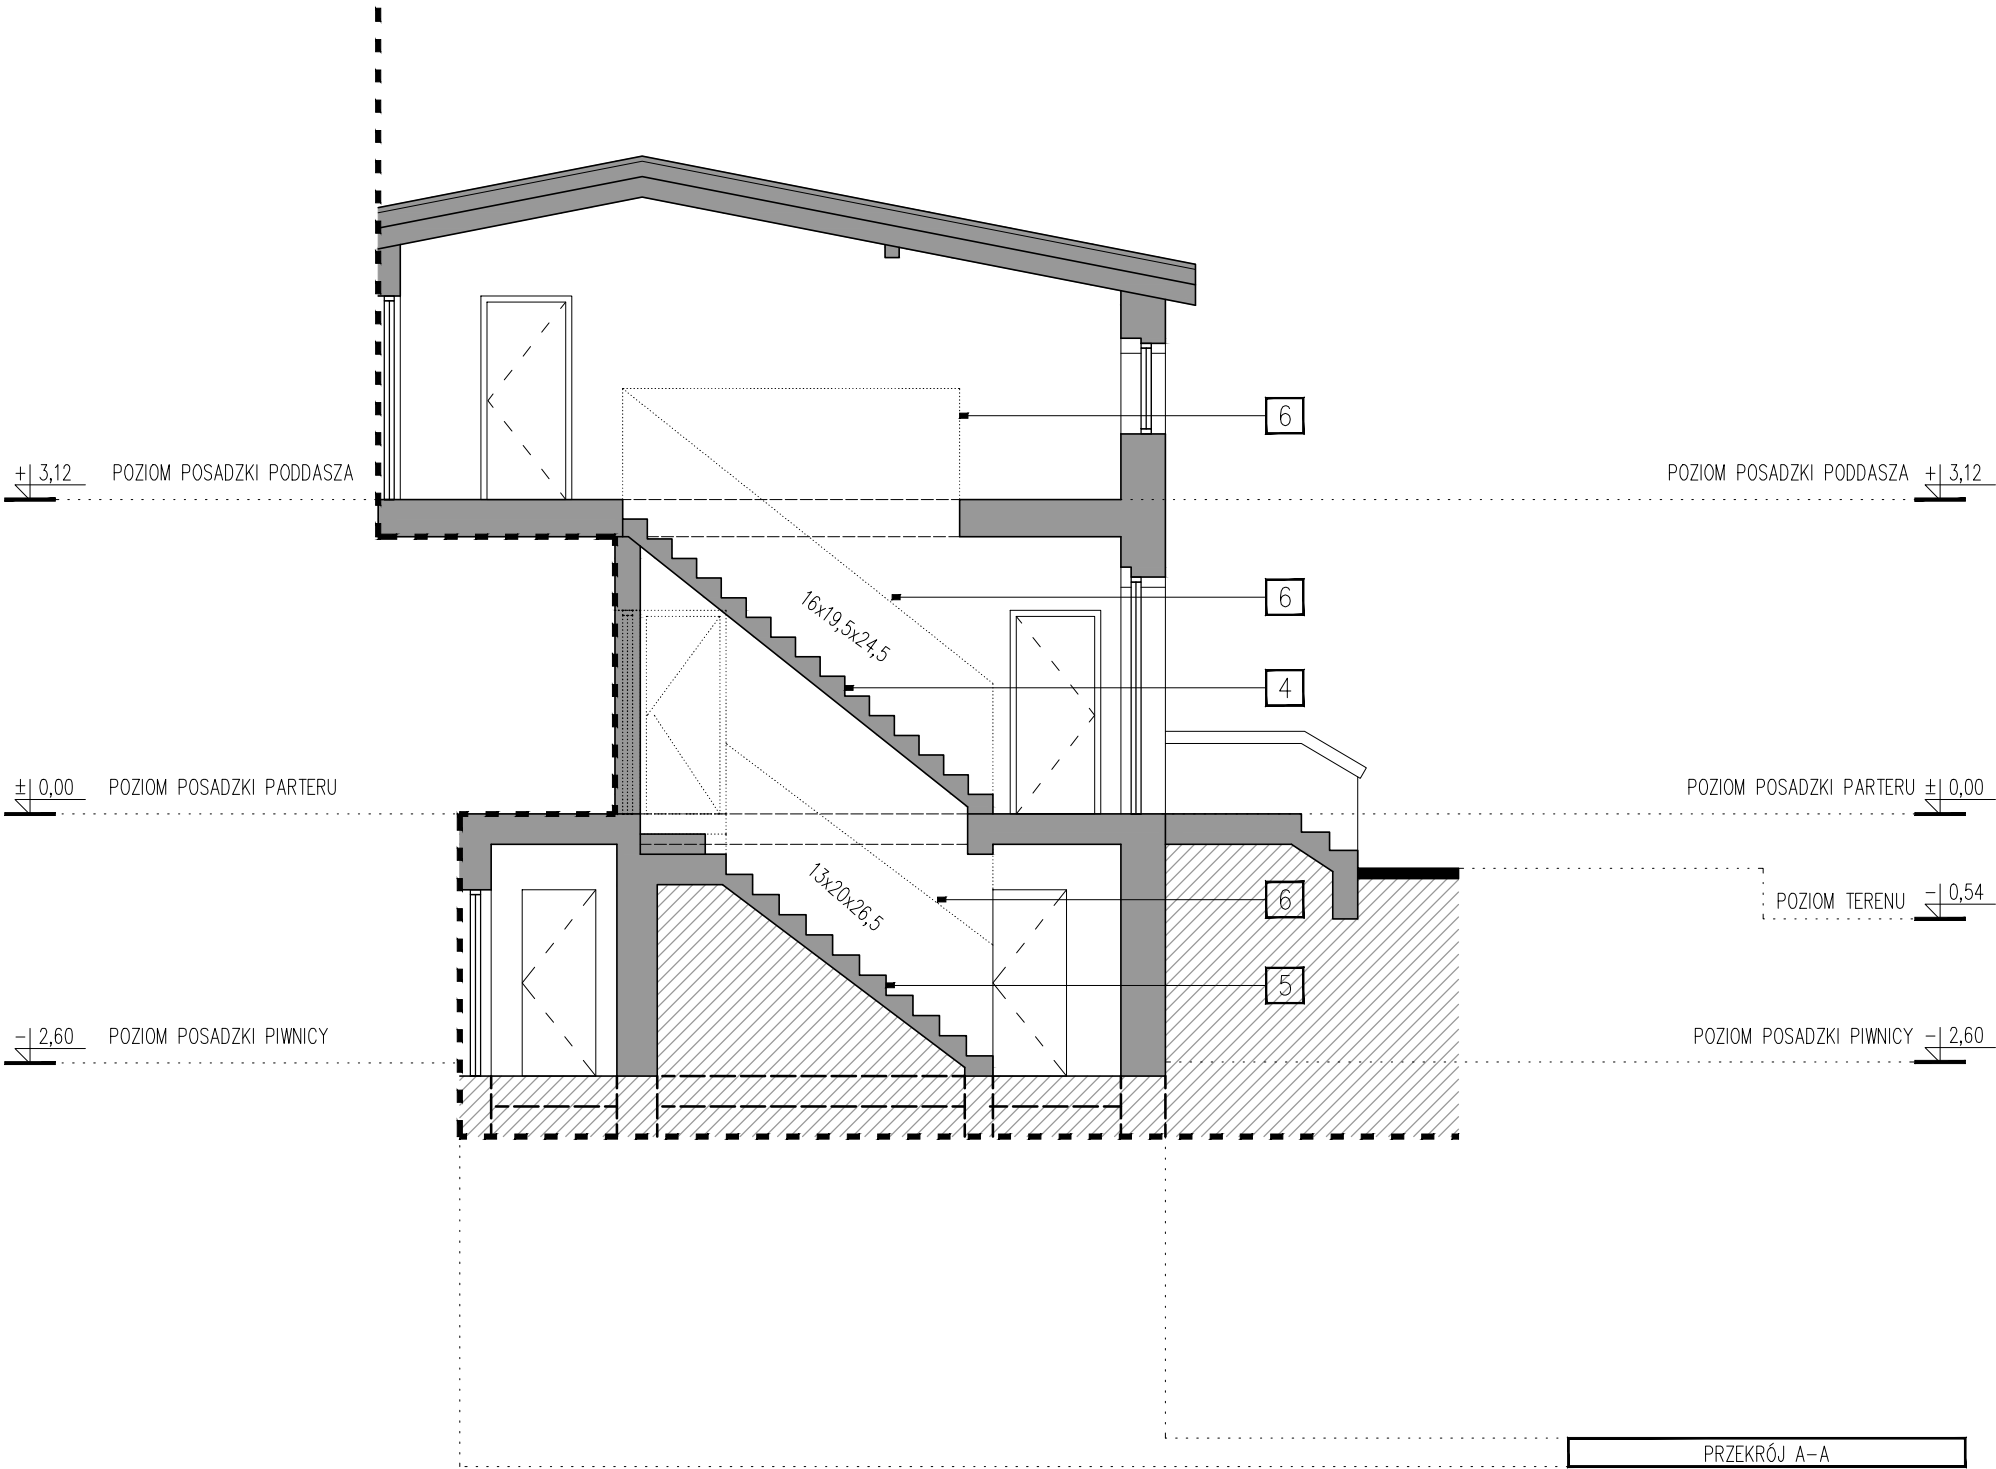 6
+ 3,12 POZIOM POSADZKI PODDASZA
POZIOM POSADZKI PODDASZA + 3,12
6
16x19,5x24,5
4
± 0,00 POZIOM POSADZKI PARTERU
POZIOM POSADZKI PARTERU ± 0,00
13x20x26,5
6
POZIOM TERENU - 0,54
5
- 2,60 POZIOM POSADZKI PIWNICY
POZIOM POSADZKI PIWNICY - 2,60
PRZEKRÓJ A-A